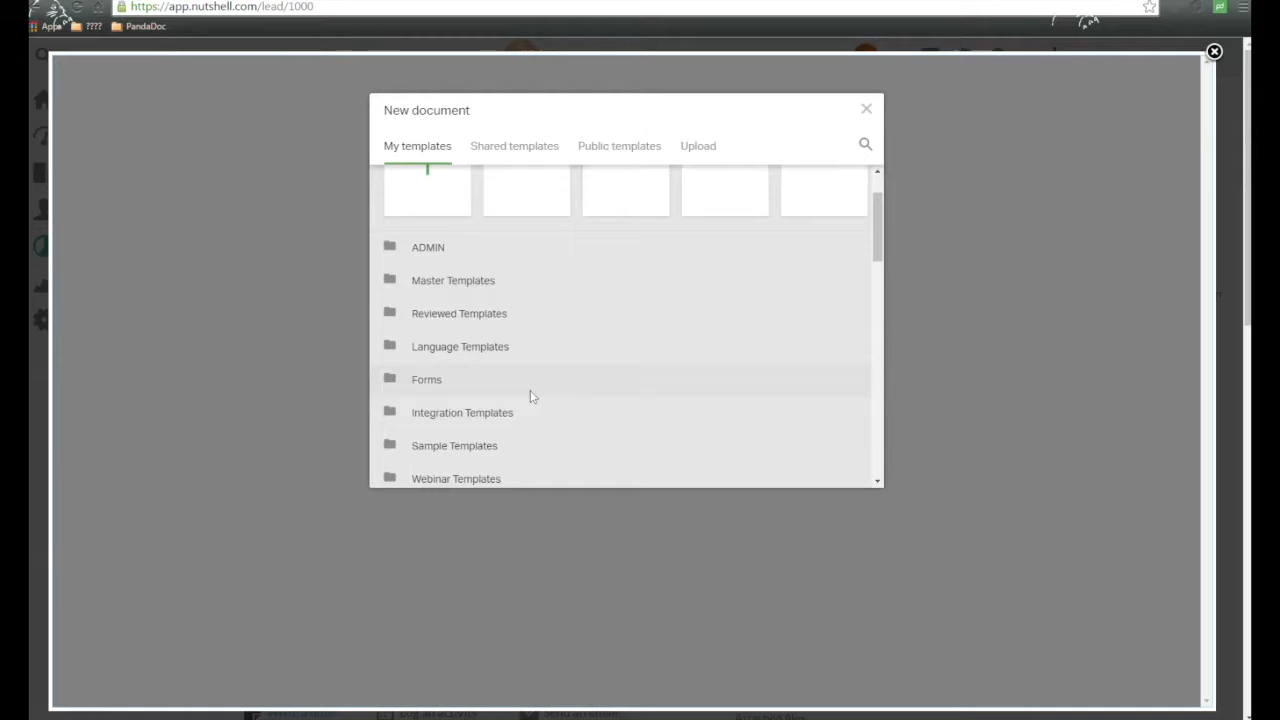 https://app.nutshell.com/lead/1000
Apps ???? PandaDoc
New document
My templates Shared templates Public templates Upload
ADMIN
Master Templates
Reviewed Templates
Language Templates
Forms
Integration Templates
Sample Templates
Webinar Templates